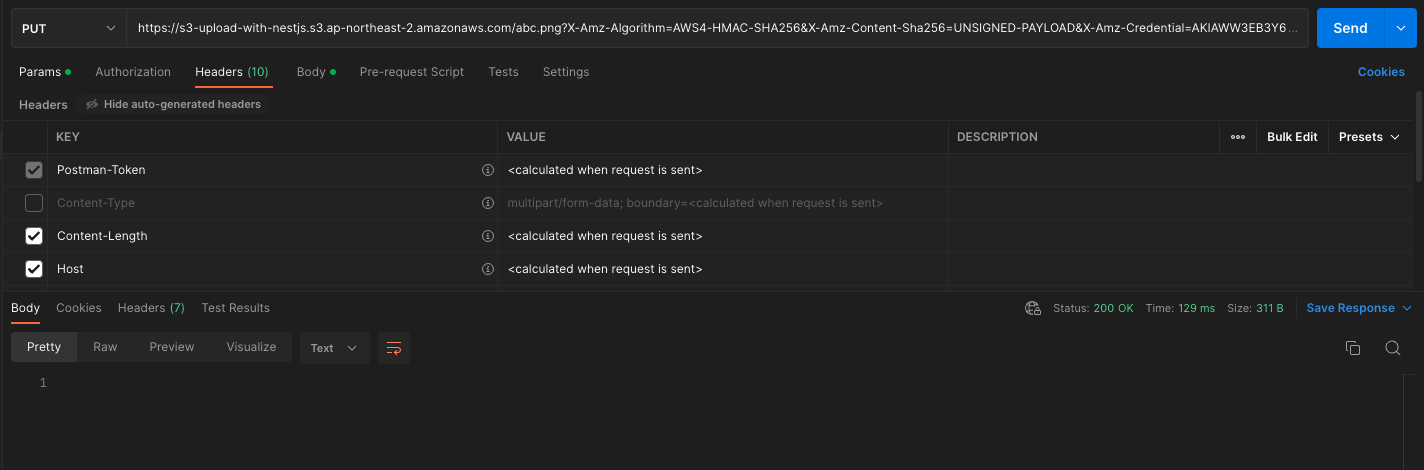 PUT https://s3-upload-with-nestjs.s3.ap-northeast-2.amazonaws.com/abc.png?X-Amz-Algorithm=AWS4-HMAC-SHA256&X-Amz-Content-Sha256=UNSIGNED-PAYLOAD&X-Amz-Credential=AKIAWW3EB3Y6... Send
Params Authorization Headers (10) Body Pre-request Script Tests Settings Cookies
Headers Hide auto-generated headers
KEY VALUE DESCRIPTION Bulk Edit Presets
Postman-Token <calculated when request is sent>
Content-Type multipart/form-data; boundary=<calculated when request is sent>
Content-Length <calculated when request is sent>
Host <calculated when request is sent>
Body Cookies Headers (7) Test Results Status: 200 OK Time: 129 ms Size: 311 B Save Response
Pretty Raw Preview Visualize Text
1